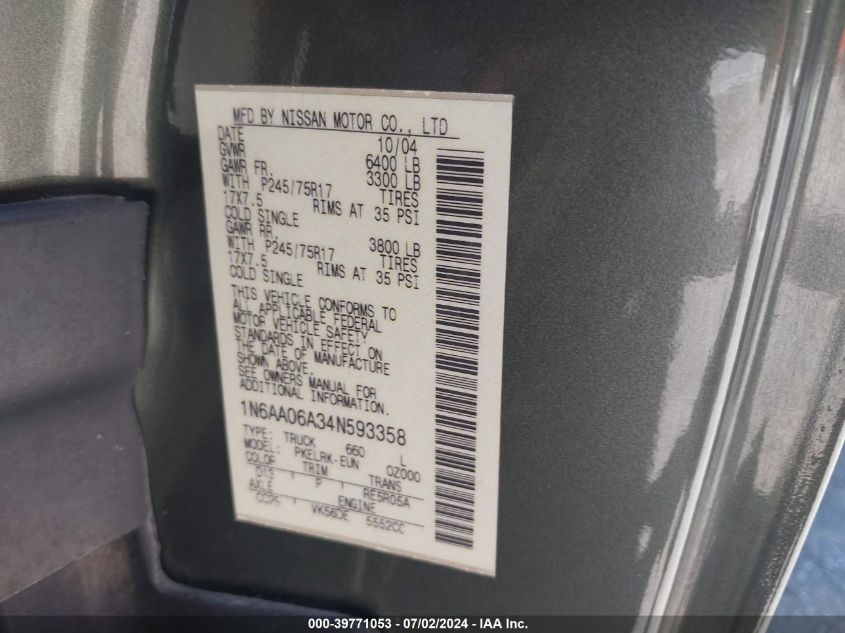 MFD BY NISSAN MOTOR CO., LTD
DATE 10/04
GVWR 6400 LB
GAWR FR. 3300 LB
WITH P245/75R17 TIRES
17X7.5 RIMS AT 35 PSI
COLD SINGLE
GAWR RR. 3800 LB
WITH P245/75R17 TIRES
17X7.5 RIMS AT 35 PSI
COLD SINGLE
THIS VEHICLE CONFORMS TO
ALL APPLICABLE FEDERAL
MOTOR VEHICLE SAFETY
STANDARDS IN EFFECT ON
THE DATE OF MANUFACTURE
SHOWN ABOVE.
SEE OWNERS MANUAL FOR
ADDITIONAL INFORMATION.
1N6AA06A34N593358
TYPE: TRUCK 660 L
MODEL: PKELRK-EUN 0Z000
COLOR TRIM TRANS
D13 P RE5R05A
AXLE ENGINE
VK56DE 5552CC
000-39771053 - 07/02/2024 - IAA Inc.